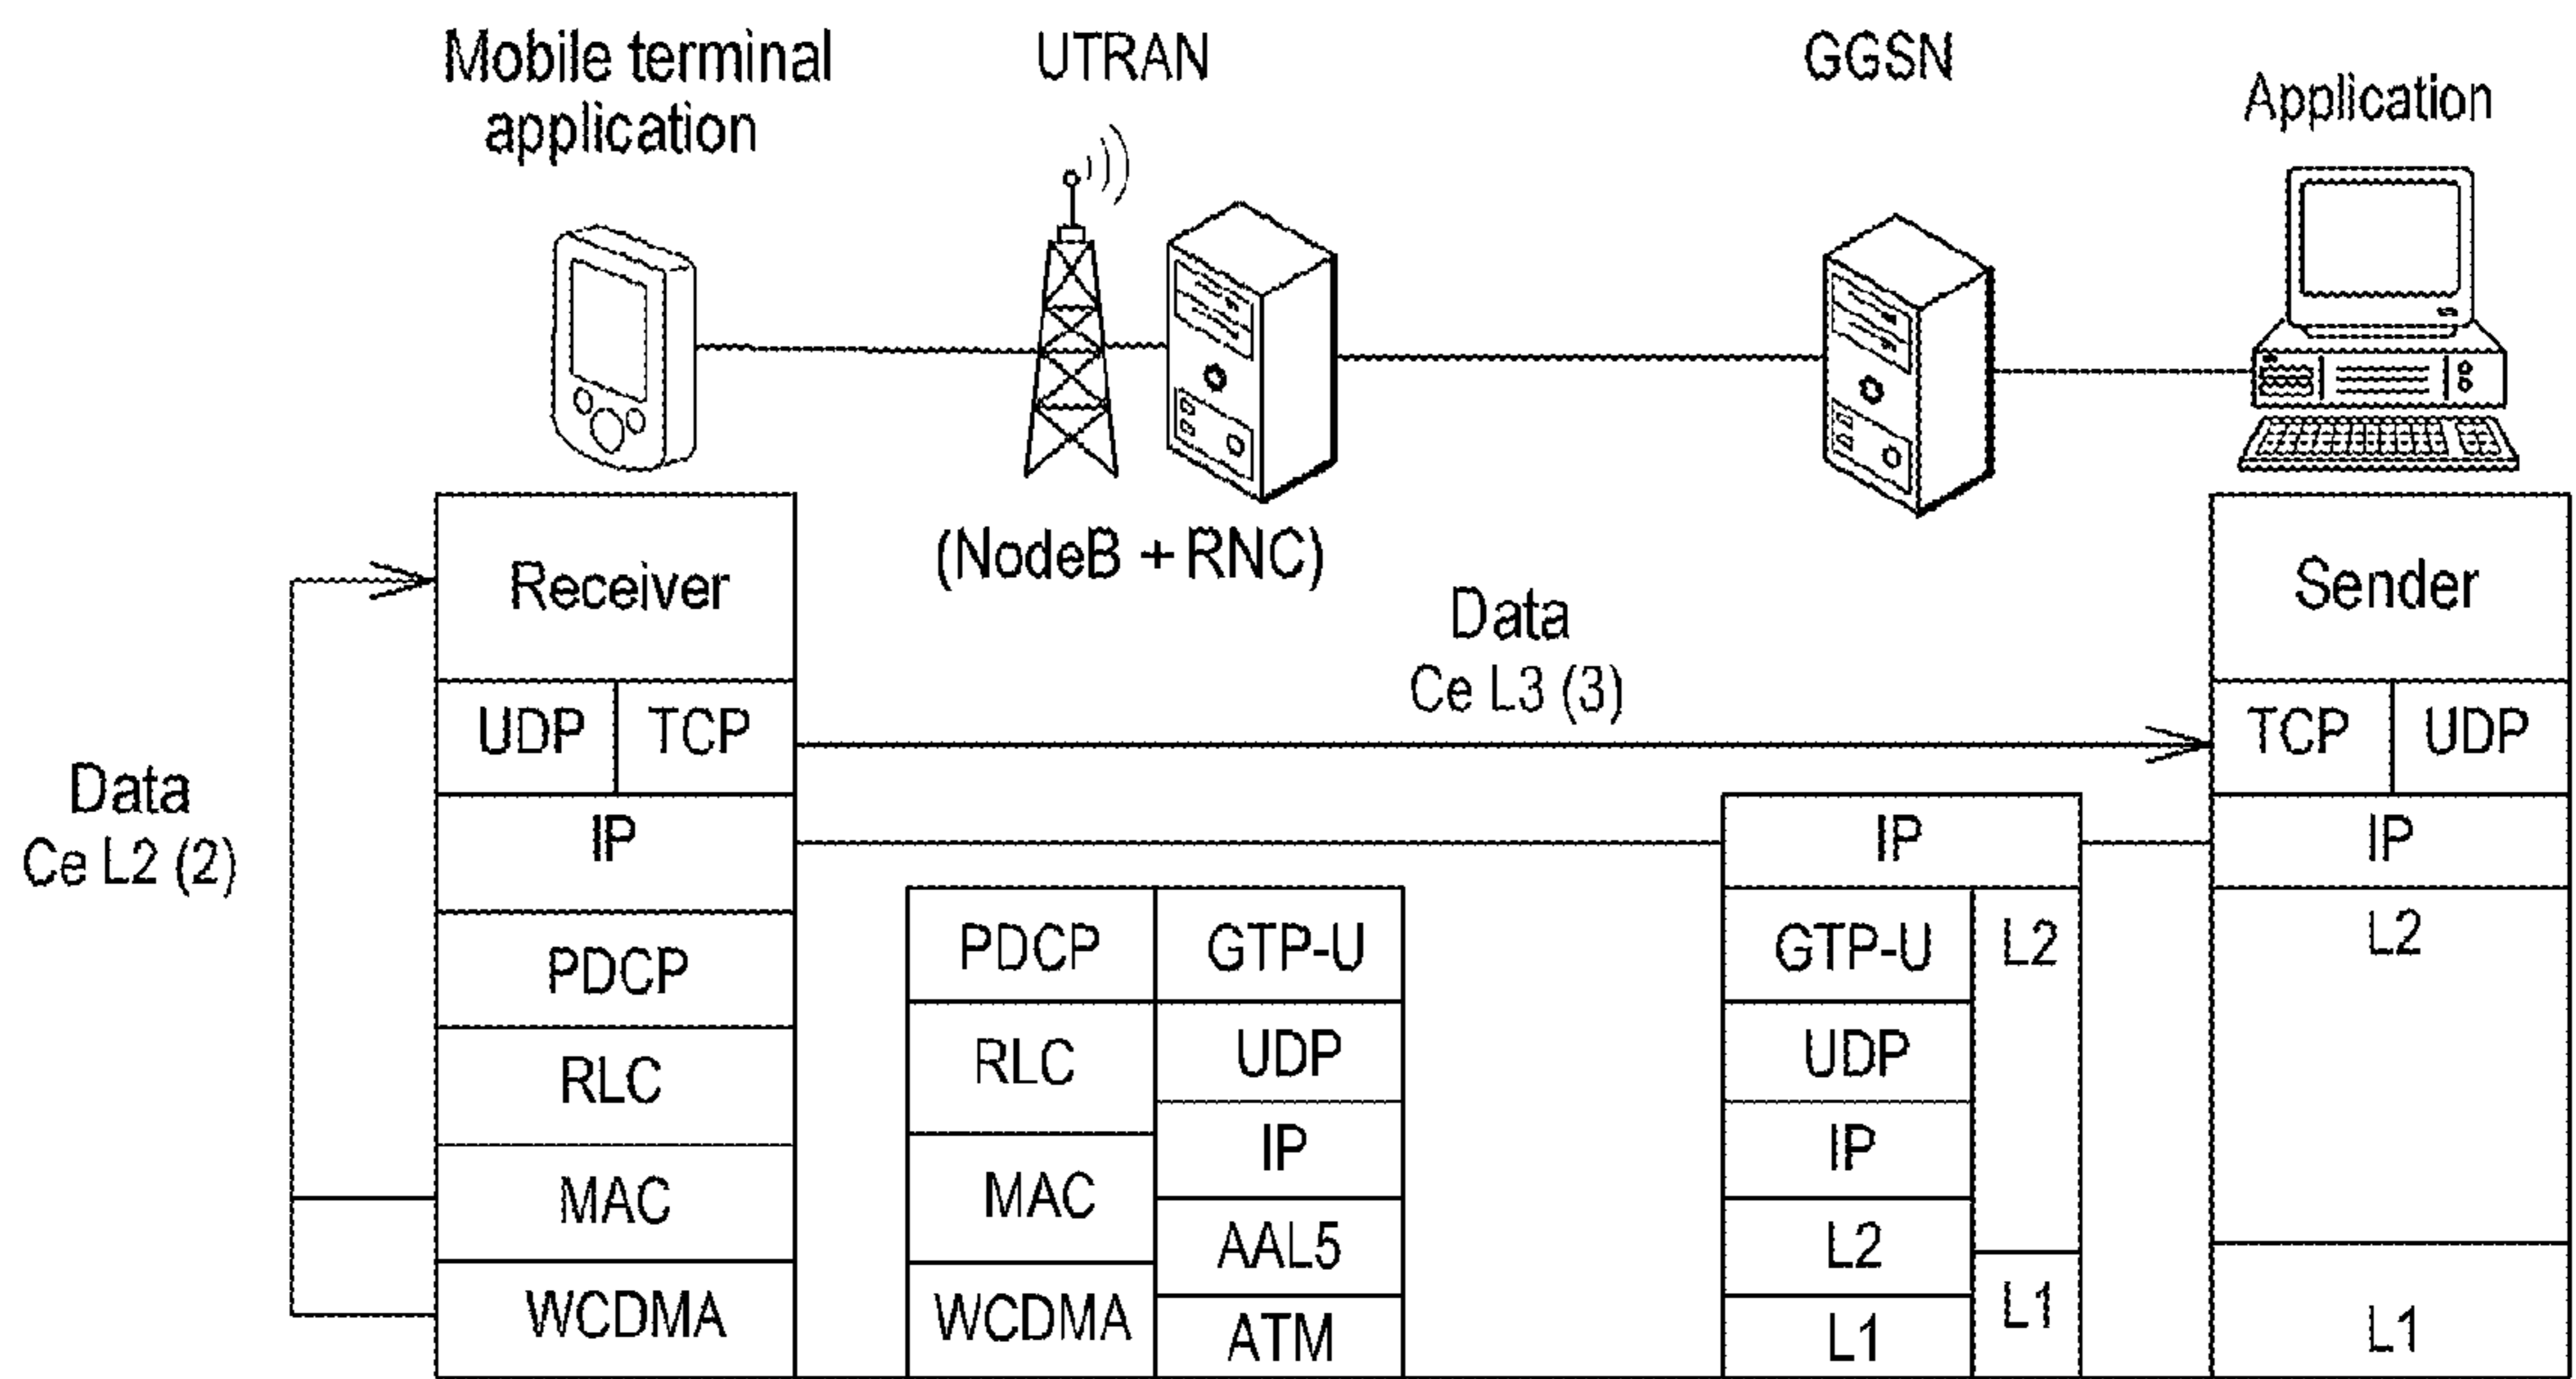 Mobile terminal
application
UTRAN
GGSN
Application
(NodeB + RNC)
Receiver
UDP TCP
IP
PDCP
RLC
MAC
WCDMA
Data
Ce L2 (2)
Data
Ce L3 (3)
PDCP
RLC
MAC
WCDMA
GTP-U
UDP
IP
AAL5
ATM
IP
GTP-U
UDP
IP
L2
L1
L2
L1
Sender
TCP UDP
IP
L2
L1